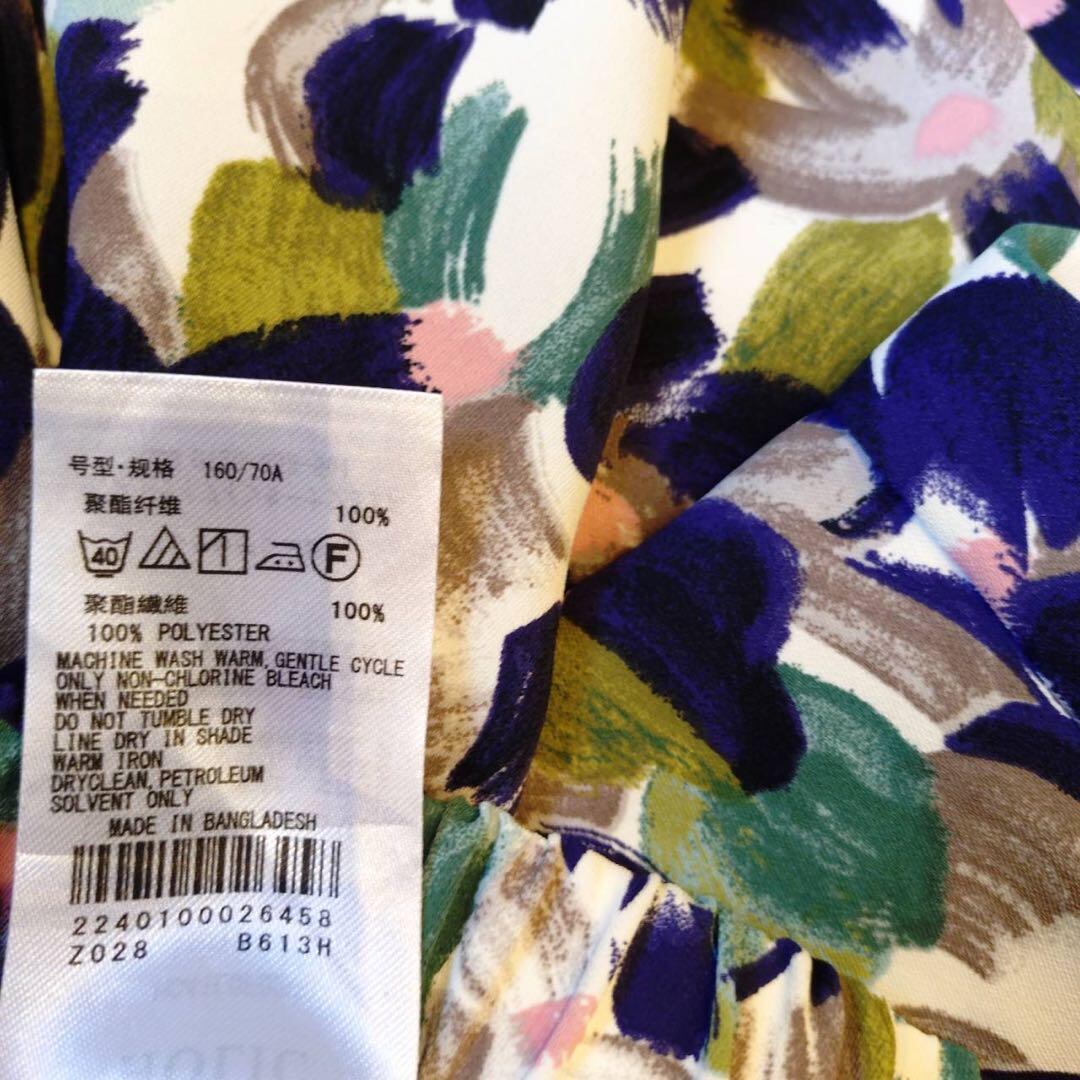 号型·规格 160/70A
聚酯纤维 100%
40 F
聚酯纖維 100%
100% POLYESTER
MACHINE WASH WARM, GENTLE CYCLE
ONLY NON-CHLORINE BLEACH
WHEN NEEDED
DO NOT TUMBLE DRY
LINE DRY IN SHADE
WARM IRON
DRYCLEAN, PETROLEUM
SOLVENT ONLY
MADE IN BANGLADESH
2240100026458
Z028 B613H